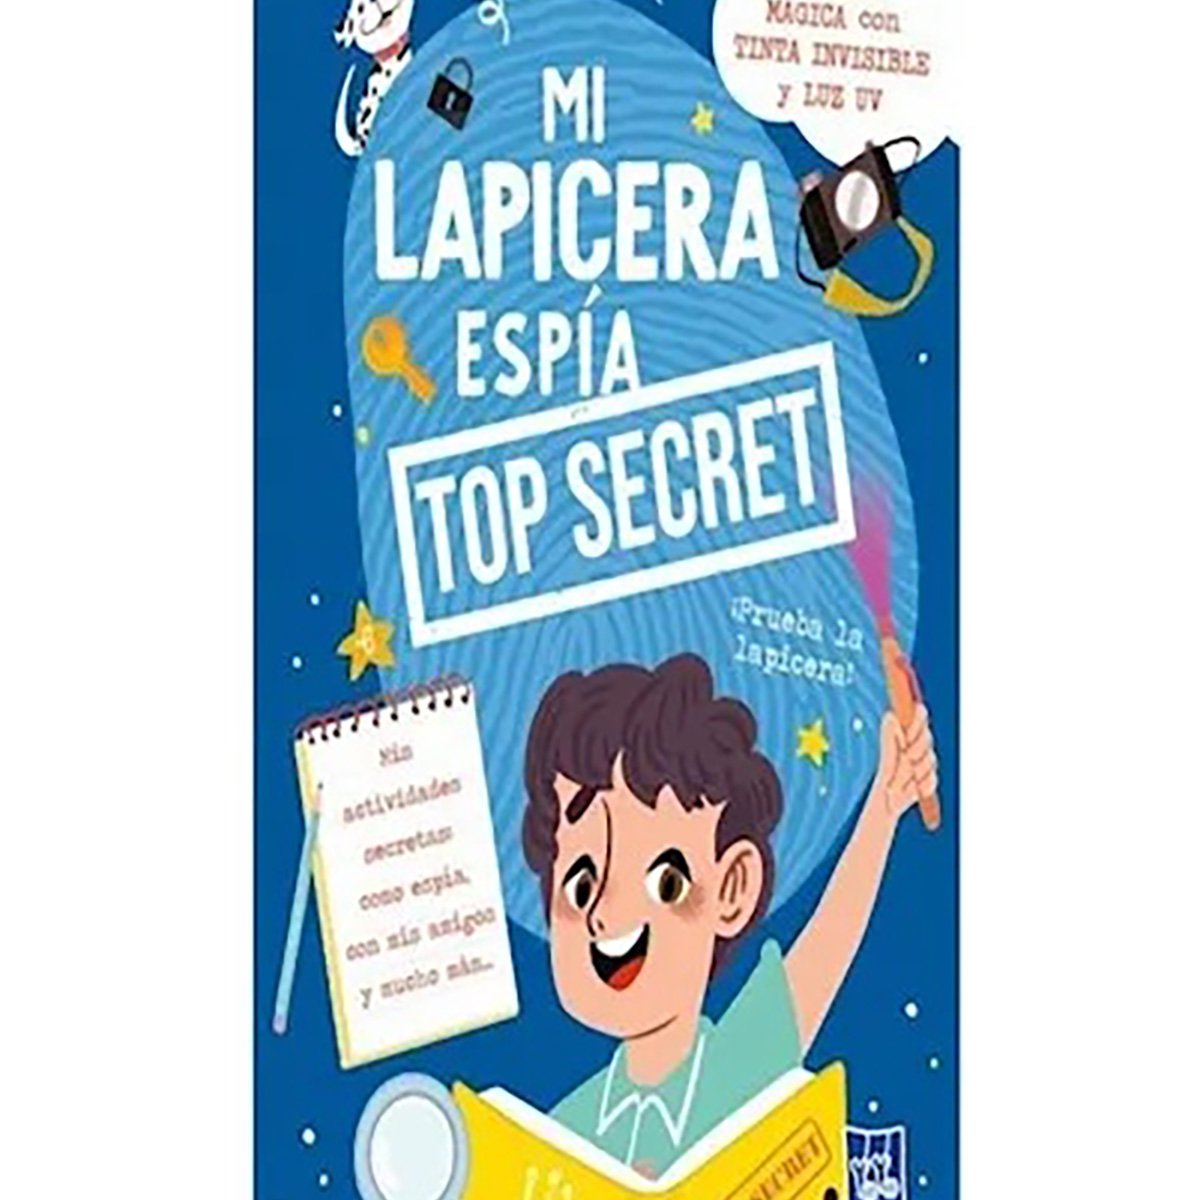 MAGICA con
TINTA INVISIBLE
y LUZ UV
MI
LAPICERA
ESPÍA
TOP SECRET
¡Prueba la
lapicera!
Mis
actividades
secretas:
como espía,
con mis amigos
y mucho más...
SECRET